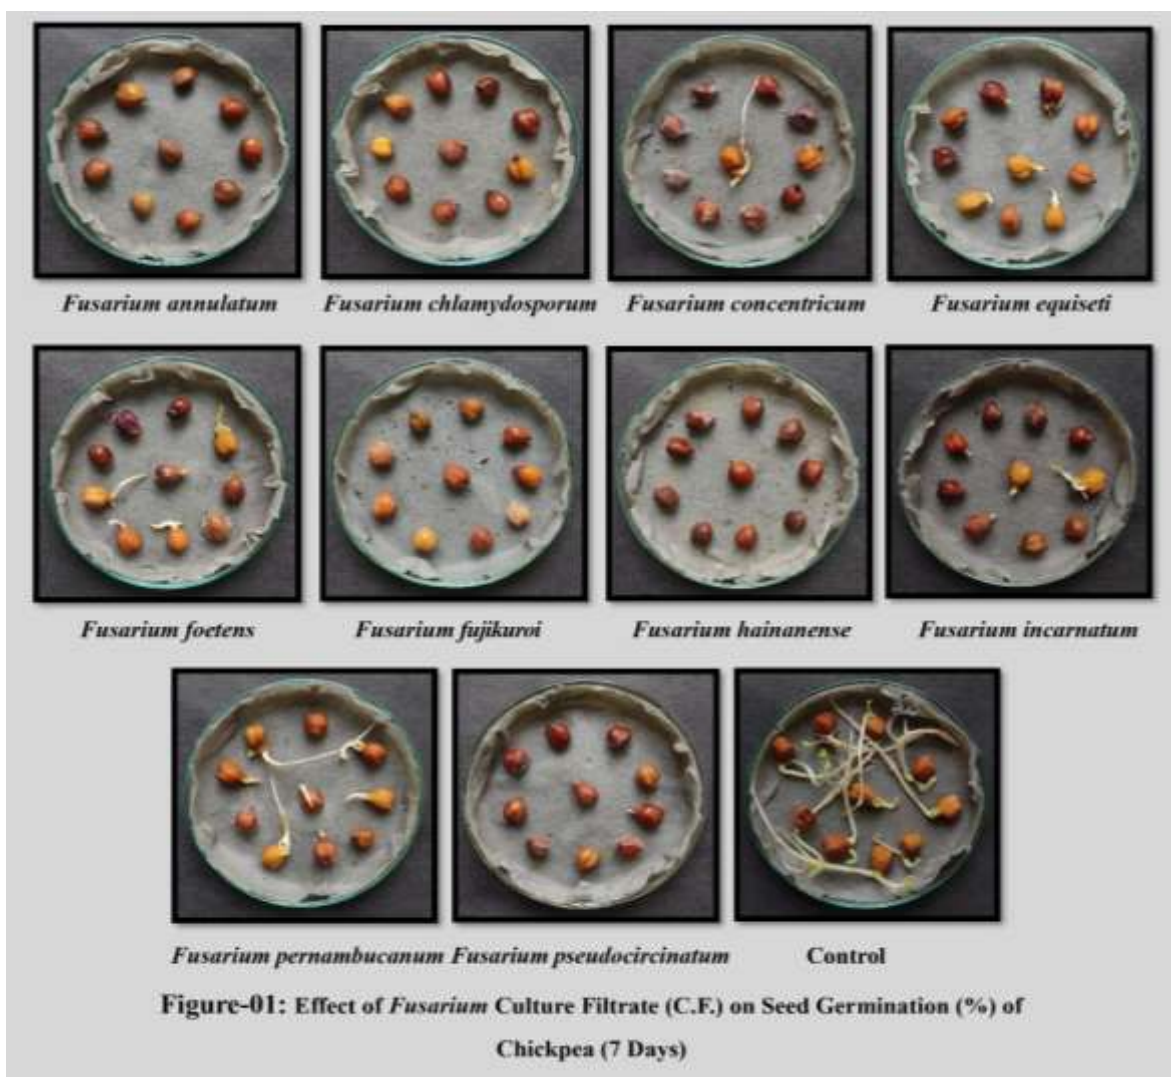 Fusarium annulatum Fusarium chlamydosporum Fusarium concentricum Fusarium equiseti
Fusarium foetens Fusarium fujikuroi Fusarium hainanense Fusarium incarnatum
Fusarium pernambucanum Fusarium pseudocircinatum Control
Figure-01: Effect of Fusarium Culture Filtrate (C.F.) on Seed Germination (%) of
Chickpea (7 Days)